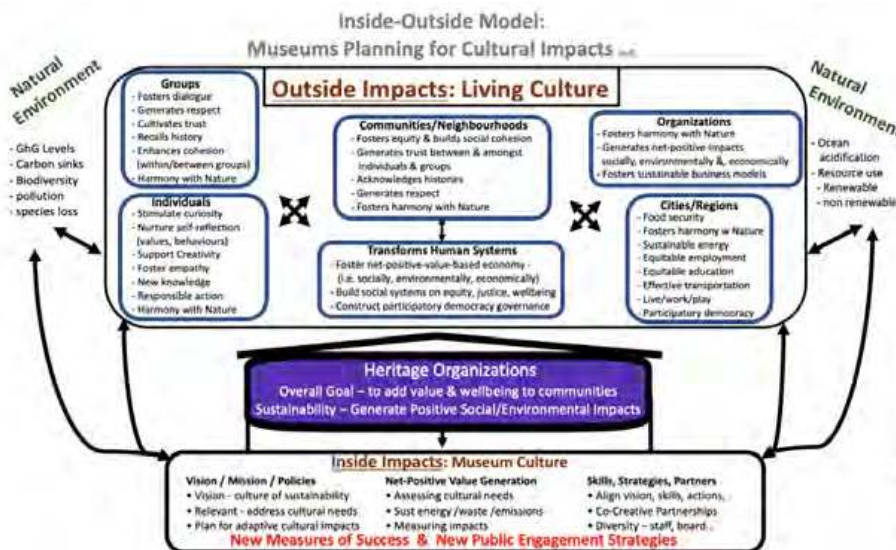 Inside-Outside Model:
Museums Planning for Cultural Impacts
Natural
Environment
- GhG Levels
- Carbon sinks
- Biodiversity
- pollution
- species loss
Outside Impacts: Living Culture
Groups
- Fosters dialogue
- Generates respect
- Cultivates trust
- Recalls history
- Enhances cohesion
(within/between groups)
- Harmony with Nature
Individuals
- Stimulate curiosity
- Nurture self-reflection
(values, behaviours)
- Support Creativity
- Foster empathy
- New knowledge
- Responsible action
- Harmony with Nature
Communities/Neighbourhoods
- Fosters equity & builds social cohesion
- Generates trust between & amongst
individuals & groups
- Acknowledges histories
- Generates respect
- Fosters harmony with Nature
Transforms Human Systems
- Foster net-positive-value-based economy -
(i.e. socially, environmentally, economically)
- Build social systems on equity, justice, wellbeing
- Construct participatory democracy governance
Organizations
- Fosters harmony with Nature
- Generates net-positive impacts
socially, environmentally &, economically
- Fosters sustainable business models
Cities/Regions
- Food security
- Fosters harmony w Nature
- Sustainable energy
- Equitable employment
- Equitable education
- Effective transportation
- Live/work/play
- Participatory democracy
Natural
Environment
- Ocean
acidification
- Resource use
- Renewable
- non renewable
Heritage Organizations
Overall Goal – to add value & wellbeing to communities
Sustainability – Generate Positive Social/Environmental Impacts
Inside Impacts: Museum Culture
Vision / Mission / Policies
• Vision - culture of sustainability
• Relevant - address cultural needs
• Plan for adaptive cultural impacts
Net-Positive Value Generation
• Assessing cultural needs
• Sust energy /waste /emissions
• Measuring impacts
Skills, Strategies, Partners
• Align vision, skills, actions,
• Co-Creative Partnerships
• Diversity – staff, board
New Measures of Success & New Public Engagement Strategies